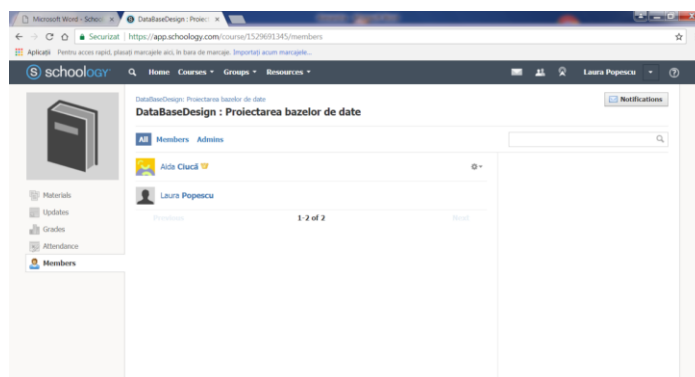 Microsoft Word - School
DataBaseDesign : Proiect
Securizat
https://app.schoology.com/course/1529691345/members
Aplicații
Pentru acces rapid, plasați marcajele aici, în bara de marcaje. Importați acum marcajele...
S schoology
Home Courses Groups Resources
Laura Popescu
DataBaseDesign: Proiectarea bazelor de date
DataBaseDesign : Proiectarea bazelor de date
Notifications
All Members Admins
Aida Ciucă
Laura Popescu
Previous 1-2 of 2 Next
Materials
Updates
Grades
Attendance
Members